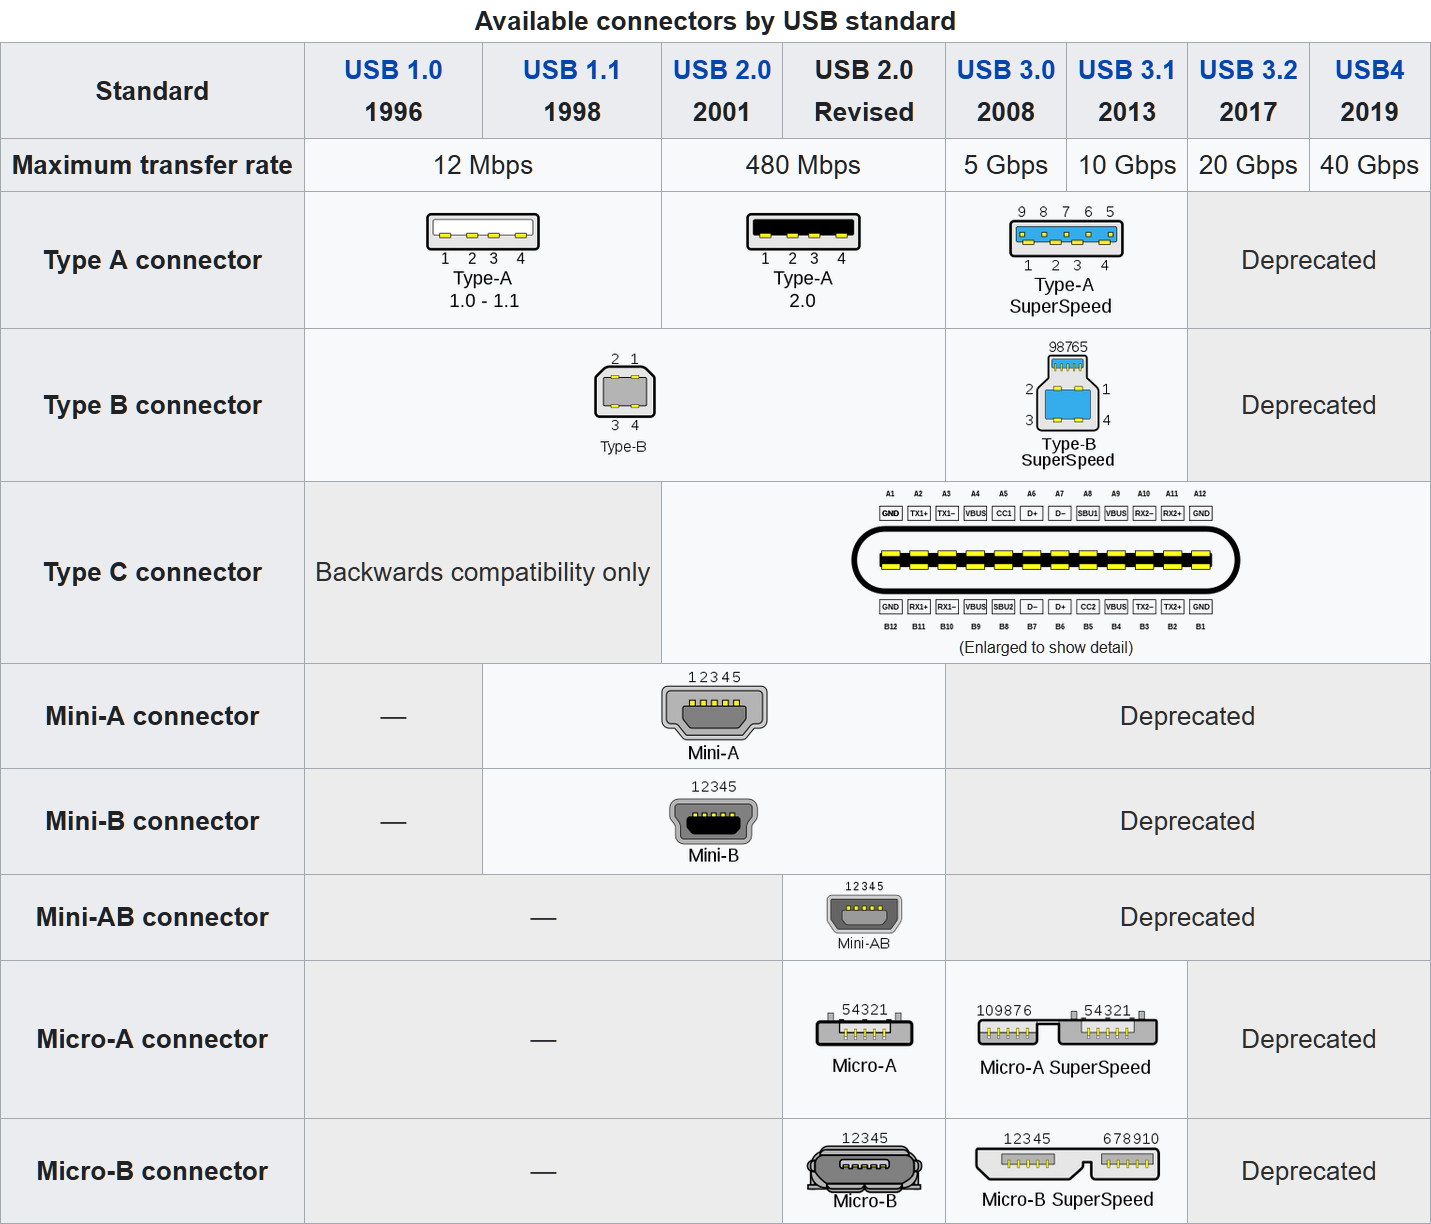 Available connectors by USB standard
Standard
USB 1.0
1996
USB 1.1
1998
USB 2.0
2001
USB 2.0
Revised
USB 3.0
2008
USB 3.1
2013
USB 3.2
2017
USB4
2019
Maximum transfer rate
12 Mbps
480 Mbps
5 Gbps
10 Gbps
20 Gbps
40 Gbps
Type A connector
1 2 3 4
Type-A
1.0 - 1.1
1 2 3 4
Type-A
2.0
9 8 7 6 5
1 2 3 4
Type-A
SuperSpeed
Deprecated
Type B connector
2 1
3 4
Type-B
98765
2 1
3 4
Type-B
SuperSpeed
Deprecated
Type C connector
Backwards compatibility only
A1 A2 A3 A4 A5 A6 A7 A8 A9 A10 A11 A12
GND TX1+ TX1− VBUS CC1 D+ D− SBU1 VBUS RX2− RX2+ GND
GND RX1+ RX1− VBUS SBU2 D− D+ CC2 VBUS TX2− TX2+ GND
B12 B11 B10 B9 B8 B7 B6 B5 B4 B3 B2 B1
(Enlarged to show detail)
Mini-A connector
—
12345
Mini-A
Deprecated
Mini-B connector
—
12345
Mini-B
Deprecated
Mini-AB connector
—
12345
Mini-AB
Deprecated
Micro-A connector
—
54321
Micro-A
109876 54321
Micro-A SuperSpeed
Deprecated
Micro-B connector
—
12345
Micro-B
12345 678910
Micro-B SuperSpeed
Deprecated